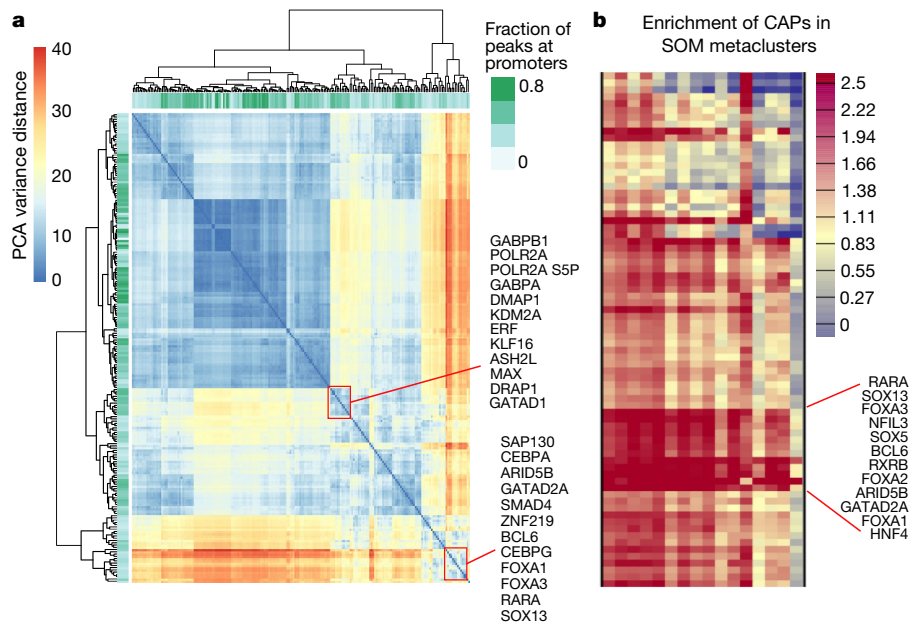 a
PCA variance distance
40
30
20
10
0
Fraction of
peaks at
promoters
0.8
0
GABPB1
POLR2A
POLR2A S5P
GABPA
DMAP1
KDM2A
ERF
KLF16
ASH2L
MAX
DRAP1
GATAD1
SAP130
CEBPA
ARID5B
GATAD2A
SMAD4
ZNF219
BCL6
CEBPG
FOXA1
FOXA3
RARA
SOX13
b
Enrichment of CAPs in
SOM metaclusters
2.5
2.21
1.94
1.66
1.38
1.11
0.83
0.55
0.27
0
RARA
SOX13
FOXA3
NFIL3
SOX5
BCL6
RXRB
FOXA2
ARID5B
GATAD2A
FOXA1
HNF4